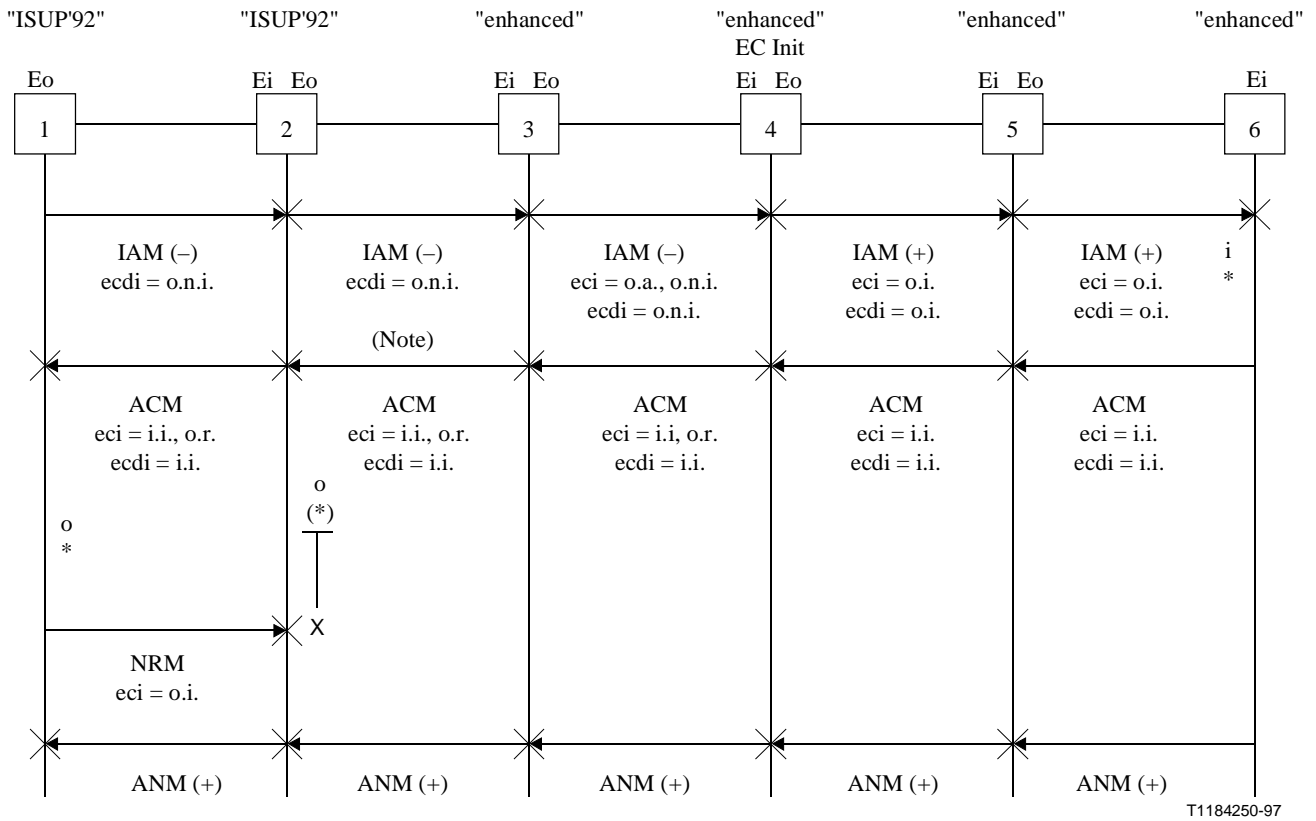 "ISUP'92" "ISUP'92" "enhanced" "enhanced" "enhanced" "enhanced"
EC Init
Eo Ei Eo Ei Eo Ei Eo Ei Eo Ei
1 2 3 4 5 6
IAM (–) IAM (–) IAM (–) IAM (+) IAM (+) i
ecdi = o.n.i. ecdi = o.n.i. eci = o.a., o.n.i. eci = o.i. eci = o.i. *
ecdi = o.n.i. ecdi = o.i. ecdi = o.i.
(Note)
ACM ACM ACM ACM ACM
eci = i.i., o.r. eci = i.i., o.r. eci = i.i, o.r. eci = i.i. eci = i.i.
ecdi = i.i. ecdi = i.i. ecdi = i.i. ecdi = i.i. ecdi = i.i.
o
(*)
o
*
X
NRM
eci = o.i.
ANM (+) ANM (+) ANM (+) ANM (+) ANM (+)
T1184250-97